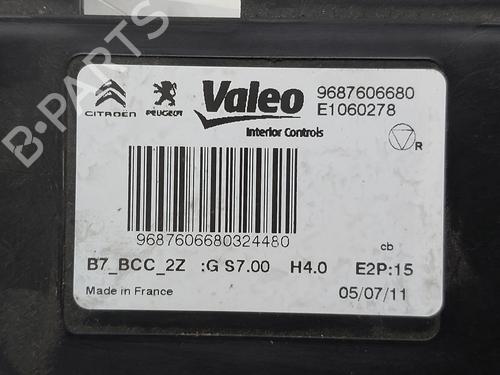 CITROËN PEUGEOT Valeo 9687606680
E1060278
Interior Controls
R
9687606680324480
cb
B7_BCC_2Z :G S7.00 H4.0 E2P:15
Made in France 05/07/11
B-PARTS